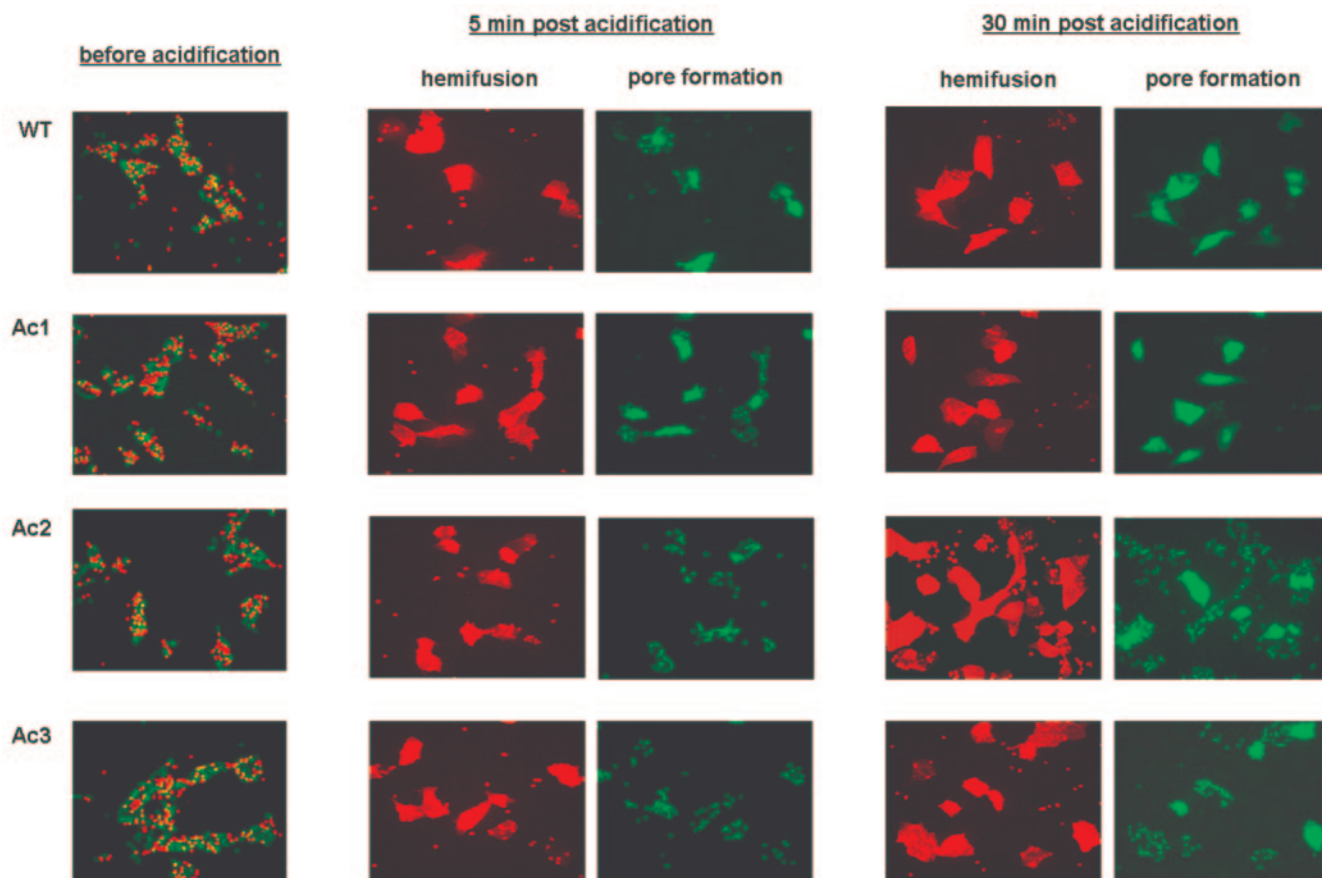 5 min post acidification
30 min post acidification
before acidification
hemifusion
pore formation
hemifusion
pore formation
WT
Ac1
Ac2
Ac3